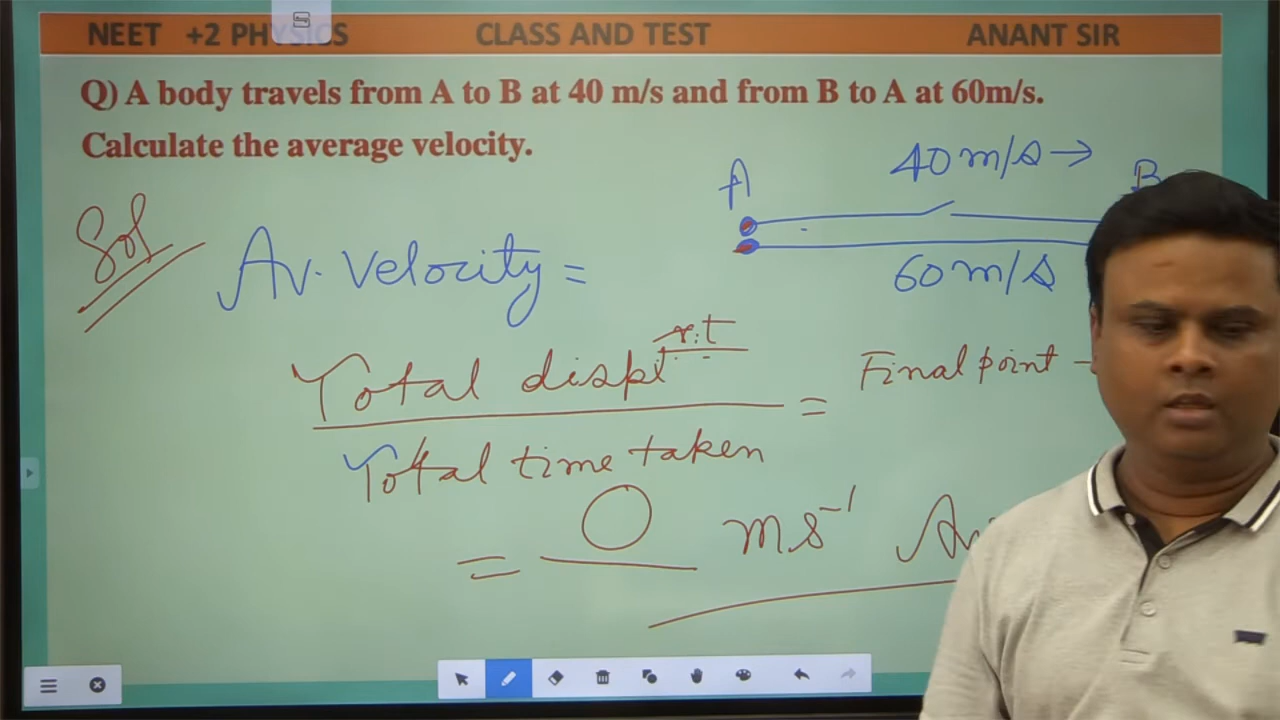 NEET +2 PHYSICS CLASS AND TEST ANANT SIR
Q) A body travels from A to B at 40 m/s and from B to A at 60m/s.
Calculate the average velocity.
Sol
A 40 m/s → B
60 m/s
Av. Velocity =
Total displ r.t =
Total time taken
Final point -
= 0 ms⁻¹